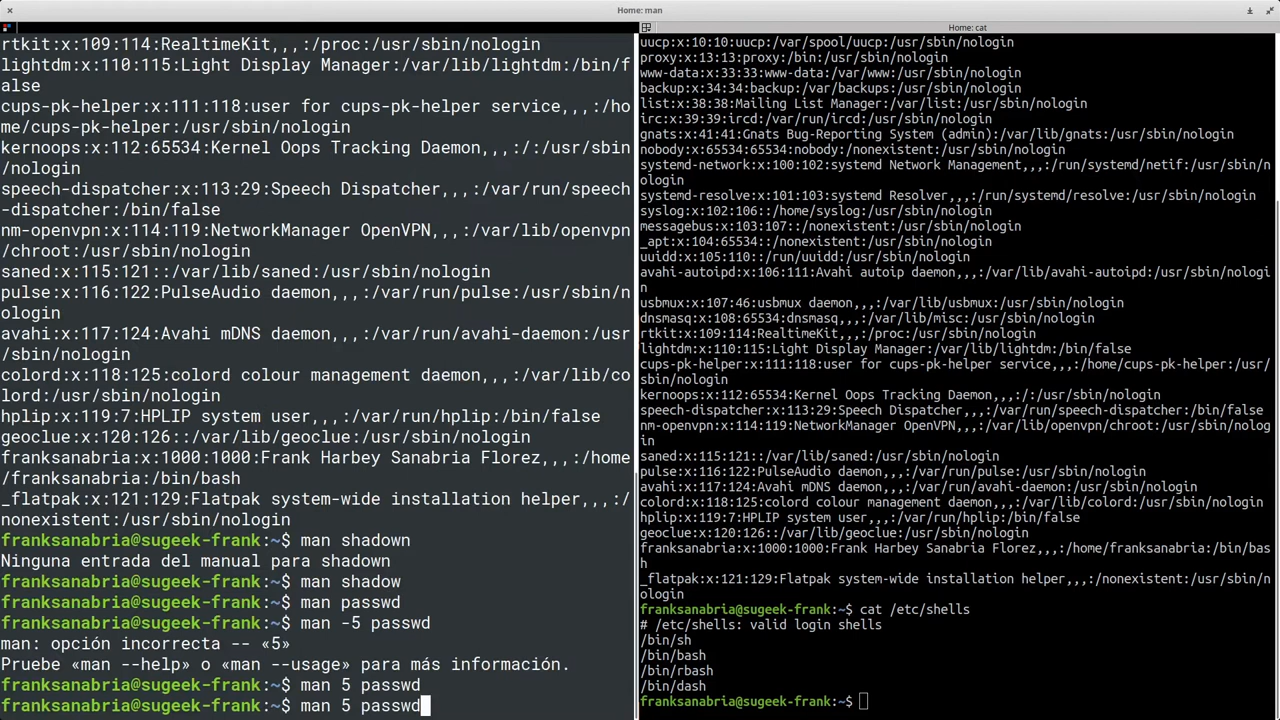 Home: man
rtkit:x:109:114:RealtimeKit,,,:/proc:/usr/sbin/nologin
lightdm:x:110:115:Light Display Manager:/var/lib/lightdm:/bin/f
alse
cups-pk-helper:x:111:118:user for cups-pk-helper service,,,:/ho
me/cups-pk-helper:/usr/sbin/nologin
kernoops:x:112:65534:Kernel Oops Tracking Daemon,,,:/:/usr/sbin
/nologin
speech-dispatcher:x:113:29:Speech Dispatcher,,,:/var/run/speech
-dispatcher:/bin/false
nm-openvpn:x:114:119:NetworkManager OpenVPN,,,:/var/lib/openvpn
/chroot:/usr/sbin/nologin
saned:x:115:121::/var/lib/saned:/usr/sbin/nologin
pulse:x:116:122:PulseAudio daemon,,,:/var/run/pulse:/usr/sbin/n
ologin
avahi:x:117:124:Avahi mDNS daemon,,,:/var/run/avahi-daemon:/usr
/sbin/nologin
colord:x:118:125:colord colour management daemon,,,:/var/lib/co
lord:/usr/sbin/nologin
hplip:x:119:7:HPLIP system user,,,:/var/run/hplip:/bin/false
geoclue:x:120:126::/var/lib/geoclue:/usr/sbin/nologin
franksanabria:x:1000:1000:Frank Harbey Sanabria Florez,,,:/home
/franksanabria:/bin/bash
_flatpak:x:121:129:Flatpak system-wide installation helper,,,:/
nonexistent:/usr/sbin/nologin
franksanabria@sugeek-frank:~$ man shadown
Ninguna entrada del manual para shadown
franksanabria@sugeek-frank:~$ man shadow
franksanabria@sugeek-frank:~$ man passwd
franksanabria@sugeek-frank:~$ man -5 passwd
man: opción incorrecta -- «5»
Pruebe «man --help» o «man --usage» para más información.
franksanabria@sugeek-frank:~$ man 5 passwd
franksanabria@sugeek-frank:~$ man 5 passwd
Home: cat
uucp:x:10:10:uucp:/var/spool/uucp:/usr/sbin/nologin
proxy:x:13:13:proxy:/bin:/usr/sbin/nologin
www-data:x:33:33:www-data:/var/www:/usr/sbin/nologin
backup:x:34:34:backup:/var/backups:/usr/sbin/nologin
list:x:38:38:Mailing List Manager:/var/list:/usr/sbin/nologin
irc:x:39:39:ircd:/var/run/ircd:/usr/sbin/nologin
gnats:x:41:41:Gnats Bug-Reporting System (admin):/var/lib/gnats:/usr/sbin/nologin
nobody:x:65534:65534:nobody:/nonexistent:/usr/sbin/nologin
systemd-network:x:100:102:systemd Network Management,,,:/run/systemd/netif:/usr/sbin/n
ologin
systemd-resolve:x:101:103:systemd Resolver,,,:/run/systemd/resolve:/usr/sbin/nologin
syslog:x:102:106::/home/syslog:/usr/sbin/nologin
messagebus:x:103:107::/nonexistent:/usr/sbin/nologin
_apt:x:104:65534::/nonexistent:/usr/sbin/nologin
uuidd:x:105:110::/run/uuidd:/usr/sbin/nologin
avahi-autoipd:x:106:111:Avahi autoip daemon,,,:/var/lib/avahi-autoipd:/usr/sbin/nologi
n
usbmux:x:107:46:usbmux daemon,,,:/var/lib/usbmux:/usr/sbin/nologin
dnsmasq:x:108:65534:dnsmasq,,,:/var/lib/misc:/usr/sbin/nologin
rtkit:x:109:114:RealtimeKit,,,:/proc:/usr/sbin/nologin
lightdm:x:110:115:Light Display Manager:/var/lib/lightdm:/bin/false
cups-pk-helper:x:111:118:user for cups-pk-helper service,,,:/home/cups-pk-helper:/usr/
sbin/nologin
kernoops:x:112:65534:Kernel Oops Tracking Daemon,,,:/:/usr/sbin/nologin
speech-dispatcher:x:113:29:Speech Dispatcher,,,:/var/run/speech-dispatcher:/bin/false
nm-openvpn:x:114:119:NetworkManager OpenVPN,,,:/var/lib/openvpn/chroot:/usr/sbin/nolog
in
saned:x:115:121::/var/lib/saned:/usr/sbin/nologin
pulse:x:116:122:PulseAudio daemon,,,:/var/run/pulse:/usr/sbin/nologin
avahi:x:117:124:Avahi mDNS daemon,,,:/var/run/avahi-daemon:/usr/sbin/nologin
colord:x:118:125:colord colour management daemon,,,:/var/lib/colord:/usr/sbin/nologin
hplip:x:119:7:HPLIP system user,,,:/var/run/hplip:/bin/false
geoclue:x:120:126::/var/lib/geoclue:/usr/sbin/nologin
franksanabria:x:1000:1000:Frank Harbey Sanabria Florez,,,:/home/franksanabria:/bin/bas
h
_flatpak:x:121:129:Flatpak system-wide installation helper,,,:/nonexistent:/usr/sbin/n
ologin
franksanabria@sugeek-frank:~$ cat /etc/shells
# /etc/shells: valid login shells
/bin/sh
/bin/bash
/bin/rbash
/bin/dash
franksanabria@sugeek-frank:~$